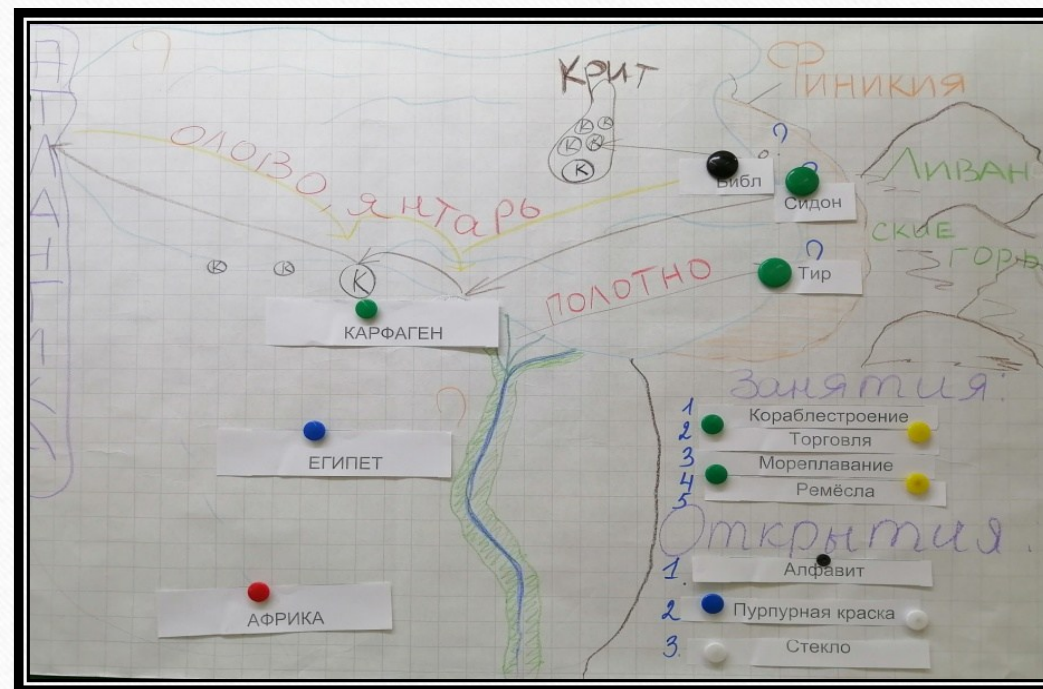 АТЛАНТИКА
КРИТ
ФИНИКИЯ
К К
К К
К
ОЛОВО, ЯНТАРЬ
Библ
Сидон
ЛИВАН
СКИЕ
ГОРЫ
К К К
ПОЛОТНО
Тир
КАРФАГЕН
ЕГИПЕТ
АФРИКА
Занятия:
1 Кораблестроение
2 Торговля
3 Мореплавание
4 Ремёсла
5
Открытия.
1. Алфавит
2 Пурпурная краска
3. Стекло